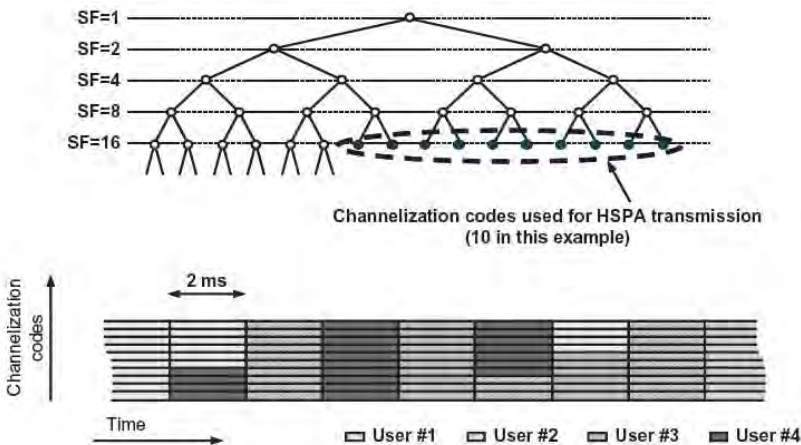 SF=1
SF=2
SF=4
SF=8
SF=16
Channelization codes used for HSPA transmission
(10 in this example)
2 ms
Channelization
codes
Time
User #1
User #2
User #3
User #4